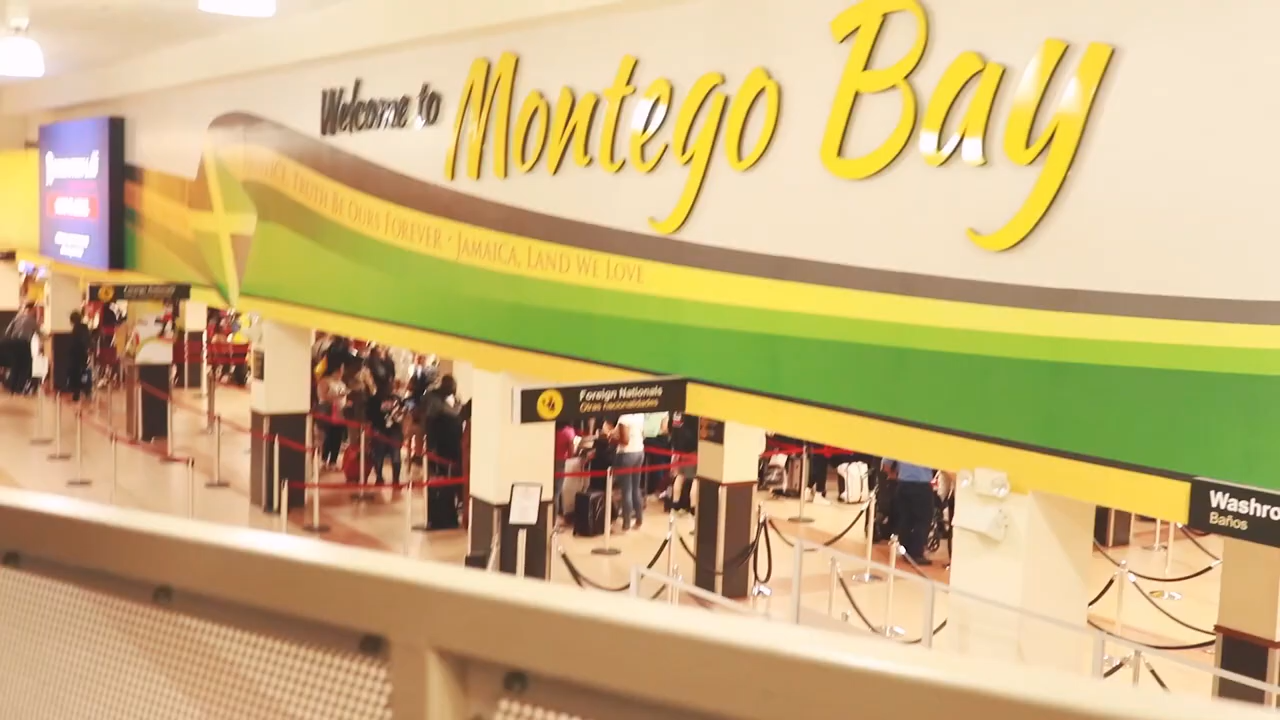 Welcome to Montego Bay
TRUTH BE OURS FOREVER · JAMAICA, LAND WE LOVE
Foreign Nationals
Otras nacionalidades
Washro
Baños